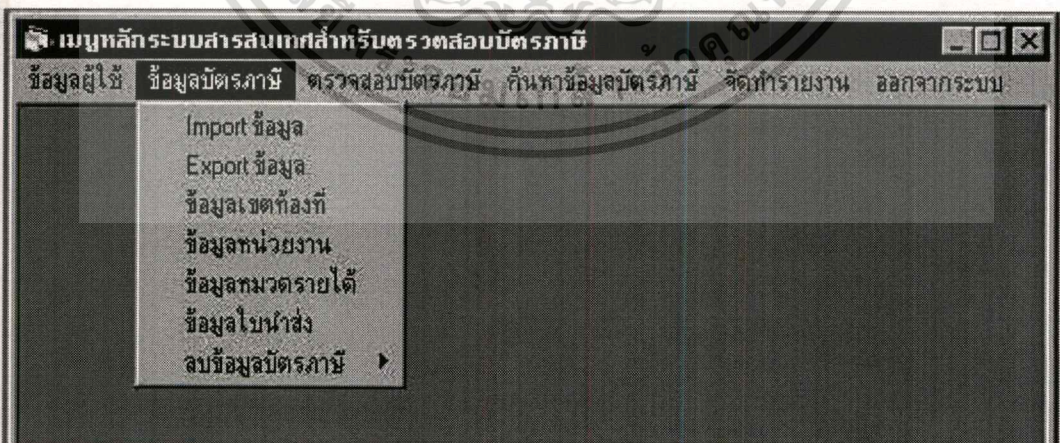 เมนูหลักระบบสารสนเทศสำหรับตรวจสอบบัตรภาษี
ข้อมูลผู้ใช้ ข้อมูลบัตรภาษี ตรวจสอบบัตรภาษี ค้นหาข้อมูลบัตรภาษี จัดทำรายงาน ออกจากระบบ
Import ข้อมูล
Export ข้อมูล
ข้อมูลเขตท้องที่
ข้อมูลหน่วยงาน
ข้อมูลหมวดรายได้
ข้อมูลใบนำส่ง
ลบข้อมูลบัตรภาษี